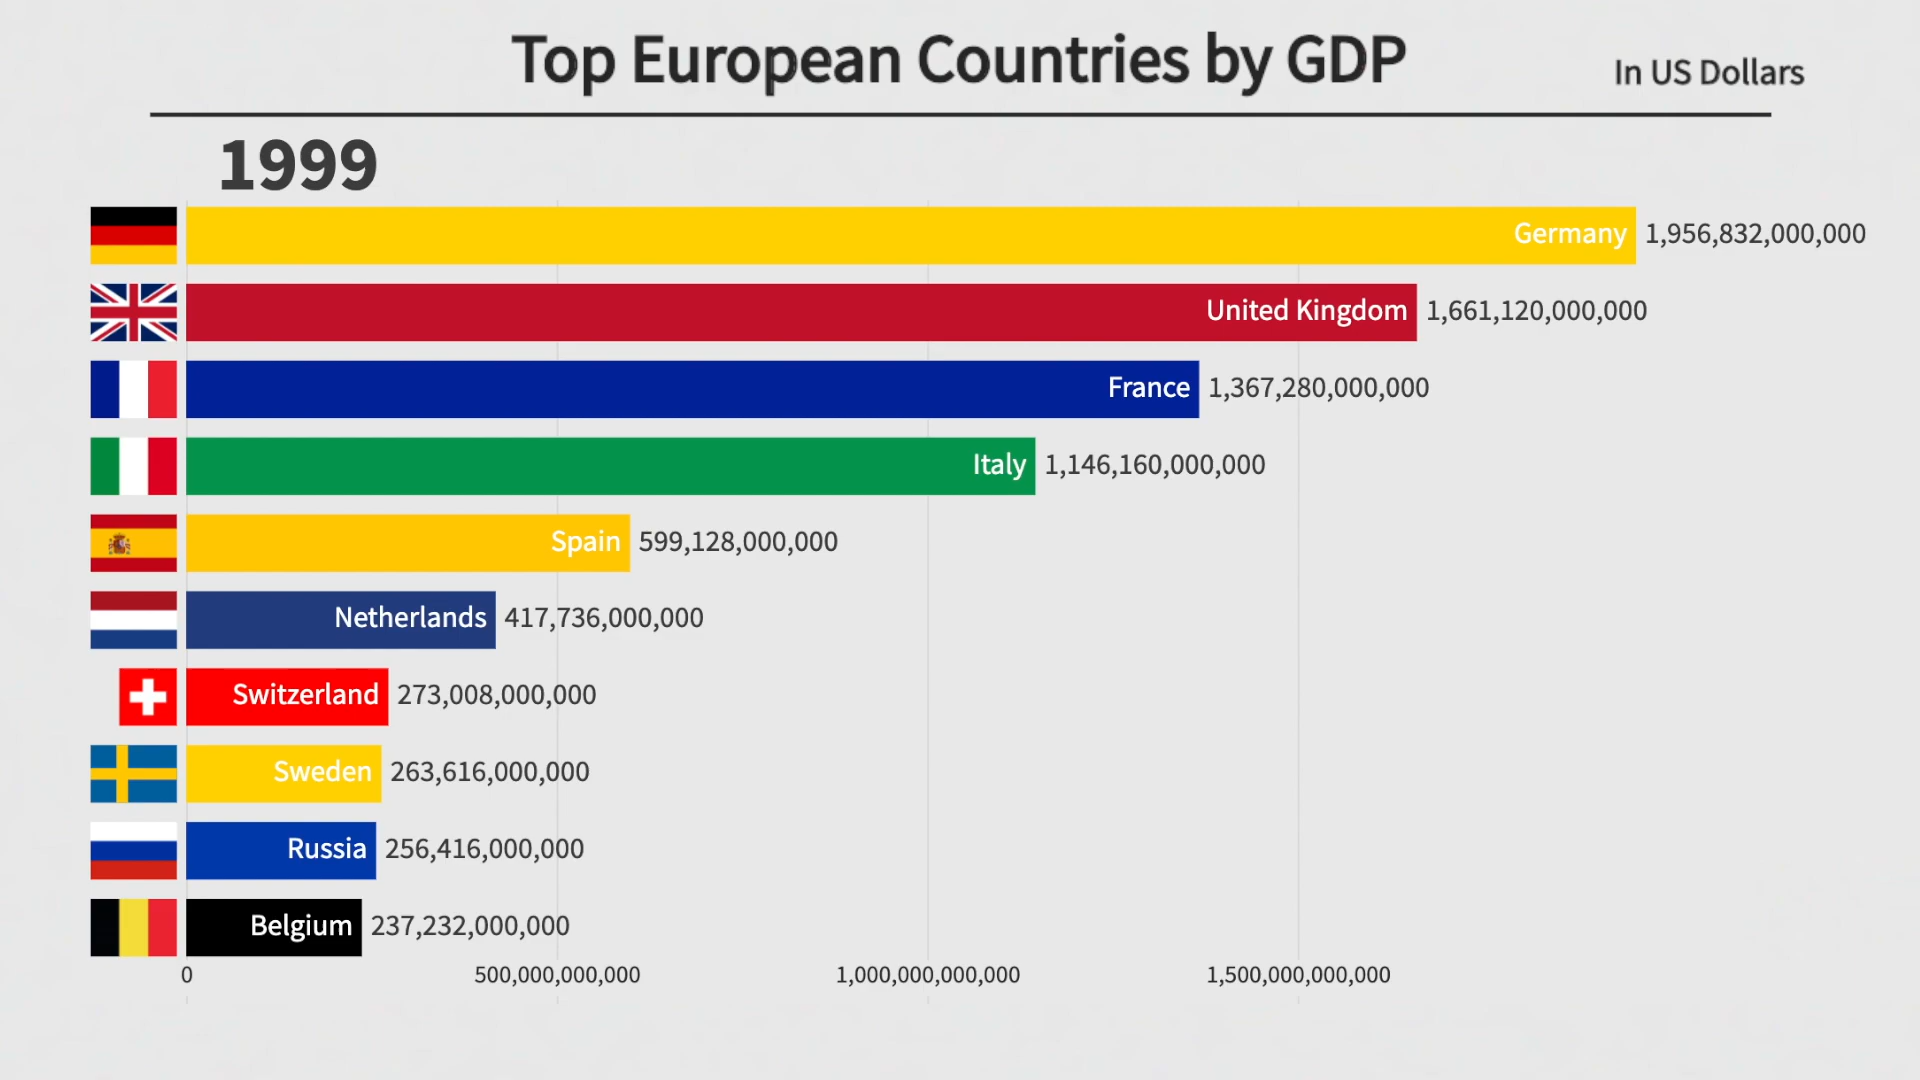 Top European Countries by GDP
In US Dollars
1999
Germany 1,956,832,000,000
United Kingdom 1,661,120,000,000
France 1,367,280,000,000
Italy 1,146,160,000,000
Spain 599,128,000,000
Netherlands 417,736,000,000
Switzerland 273,008,000,000
Sweden 263,616,000,000
Russia 256,416,000,000
Belgium 237,232,000,000
0 500,000,000,000 1,000,000,000,000 1,500,000,000,000